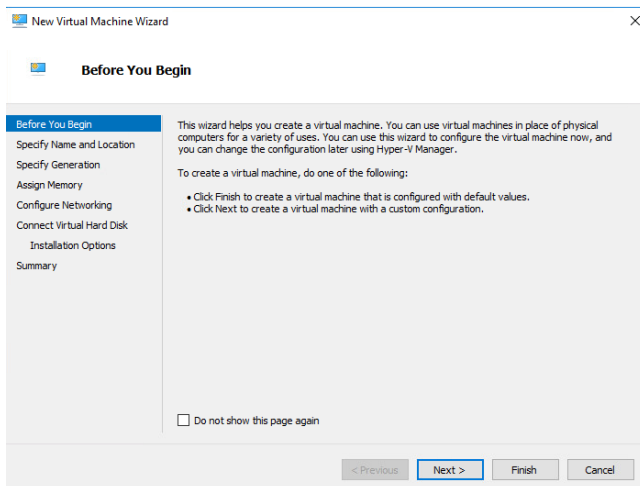 New Virtual Machine Wizard
Before You Begin
Before You Begin
Specify Name and Location
Specify Generation
Assign Memory
Configure Networking
Connect Virtual Hard Disk
Installation Options
Summary
This wizard helps you create a virtual machine. You can use virtual machines in place of physical
computers for a variety of uses. You can use this wizard to configure the virtual machine now, and
you can change the configuration later using Hyper-V Manager.
To create a virtual machine, do one of the following:
• Click Finish to create a virtual machine that is configured with default values.
• Click Next to create a virtual machine with a custom configuration.
Do not show this page again
< Previous
Next >
Finish
Cancel